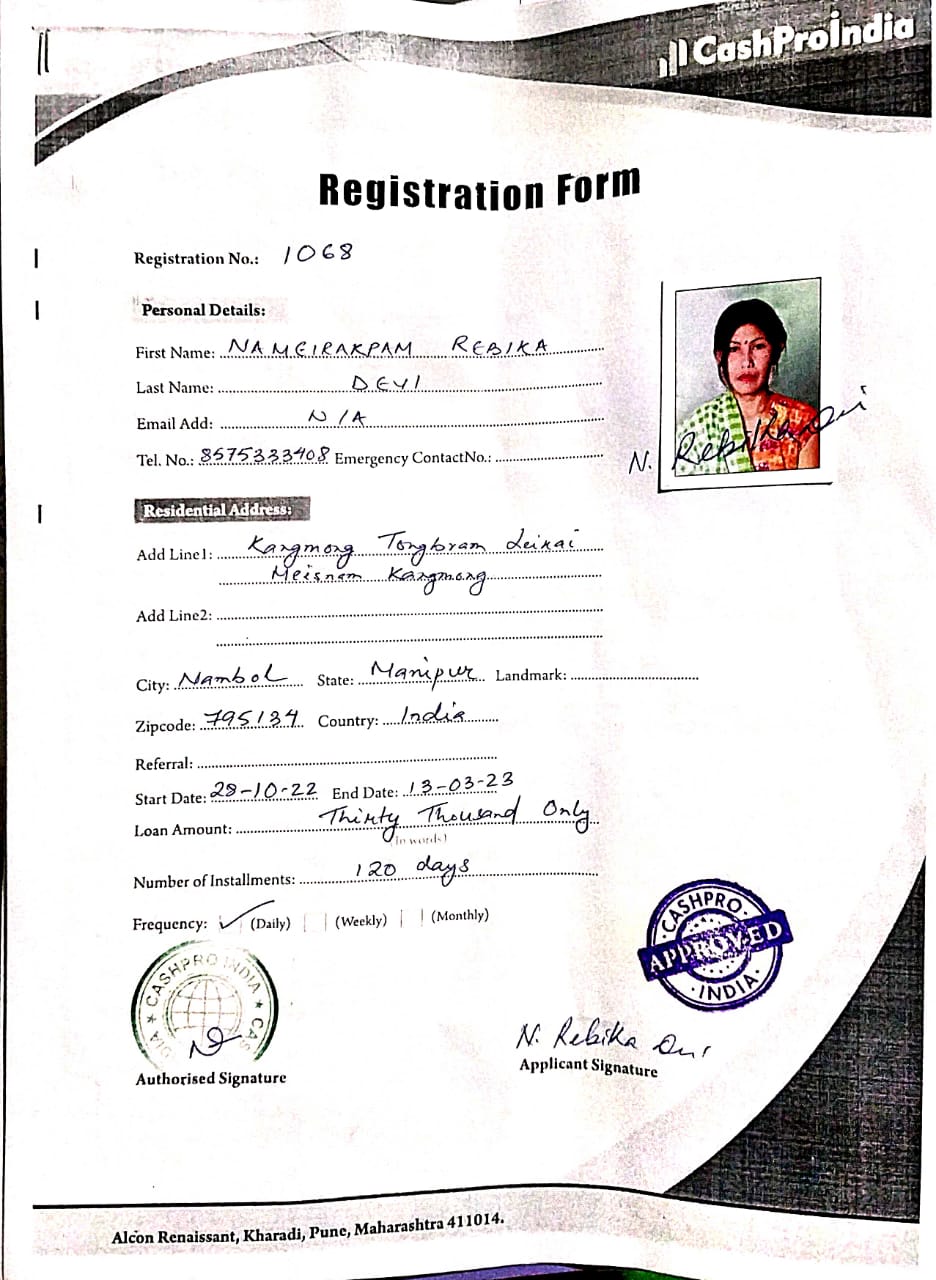 CashProIndia
Registration Form
Registration No.: 1068
Personal Details:
First Name: NAMEIRAKPAM REBIKA
Last Name: DEVI
Email Add: N/A
Tel. No.: 8575333408 Emergency ContactNo.:
N. Rebika Devi
Residential Address:
Add Line1: Kangmong Tongbram Leikai
Meisnam Kangmong
Add Line2:
City: Nambol State: Manipur Landmark:
Zipcode: 795134 Country: India
Referral:
Start Date: 29-10-22 End Date: 13-03-23
Loan Amount: Thirty Thousand Only
(In words)
Number of Installments: 120 days
Frequency: ✓ (Daily) | | (Weekly) | | (Monthly)
CASHPRO INDIA
CASHPRO
APPROVED
INDIA
N. Rebika Devi
Authorised Signature
Applicant Signature
Alcon Renaissant, Kharadi, Pune, Maharashtra 411014.